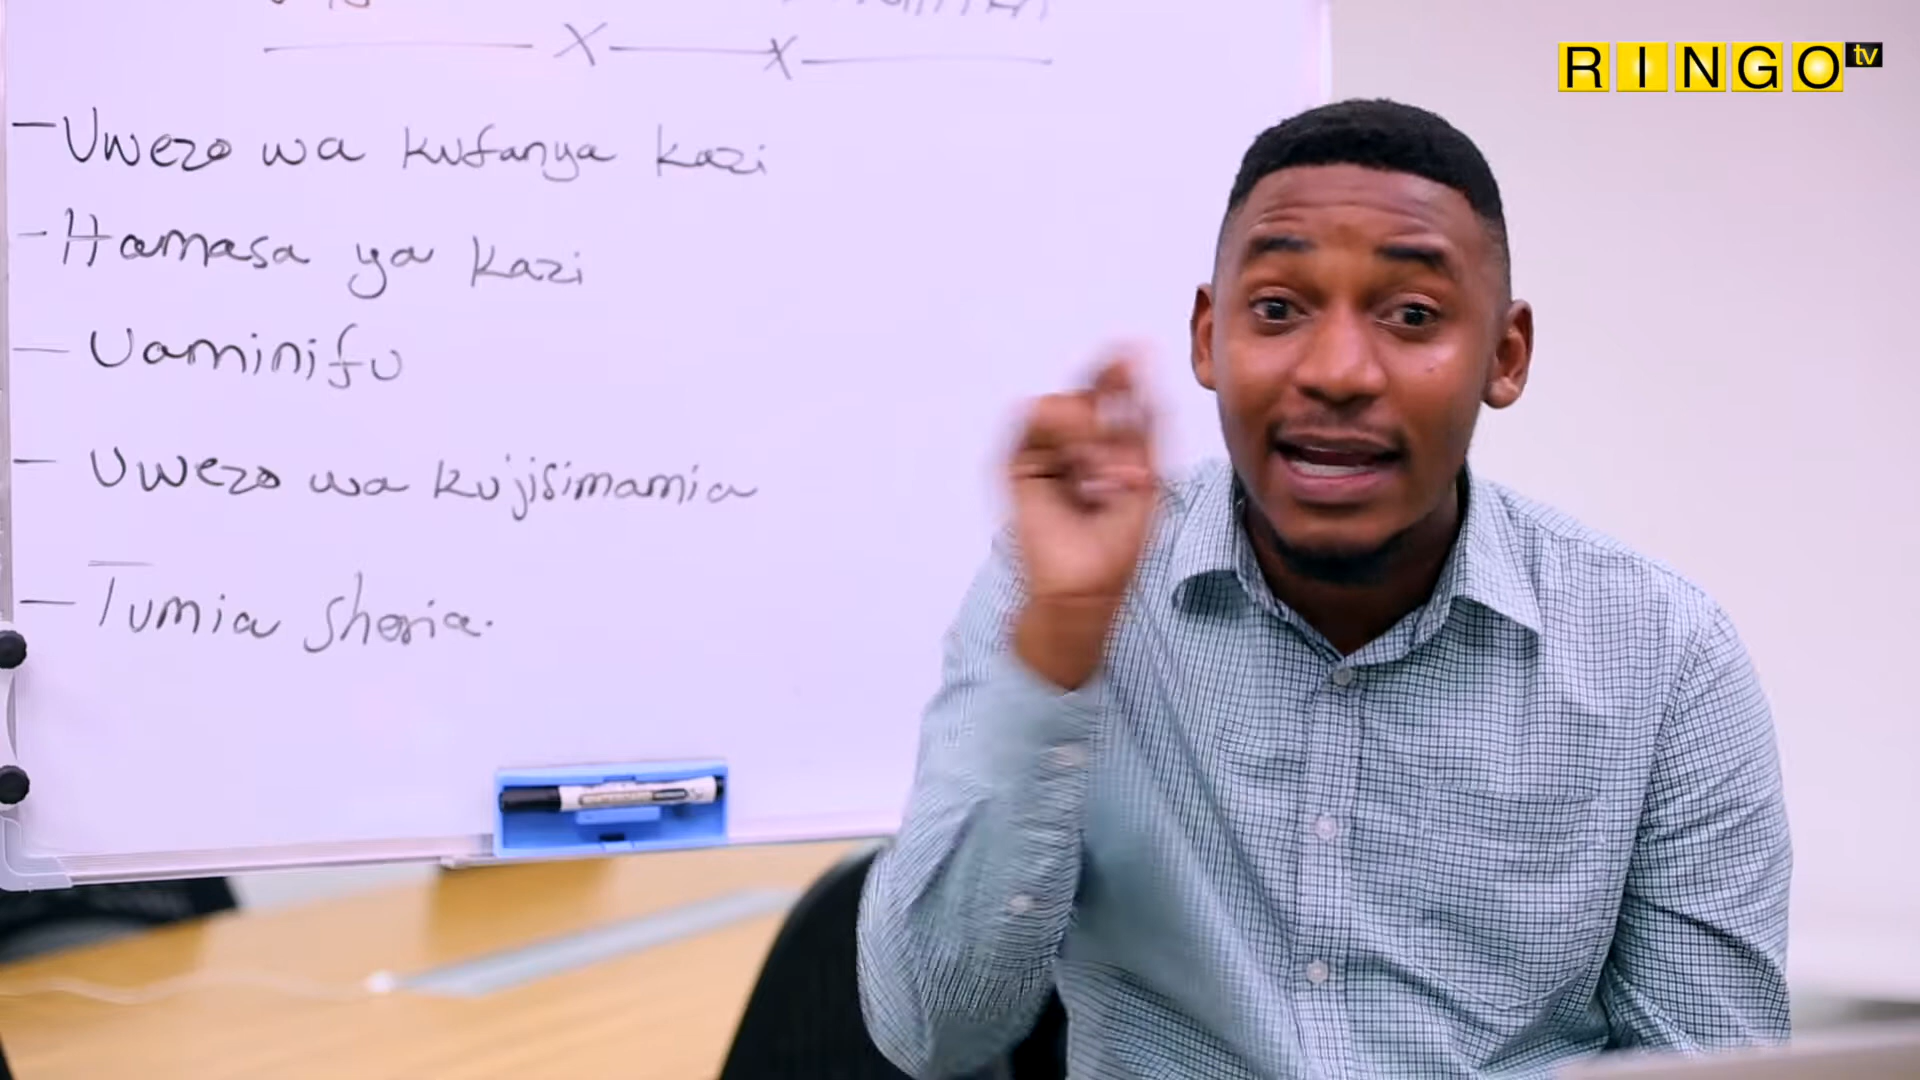 RINGO tv
X X
- Uwezo wa kufanya kazi
- Hamasa ya kazi
- Uaminifu
- Uwezo wa kujisimamia
- Tumia sheria.